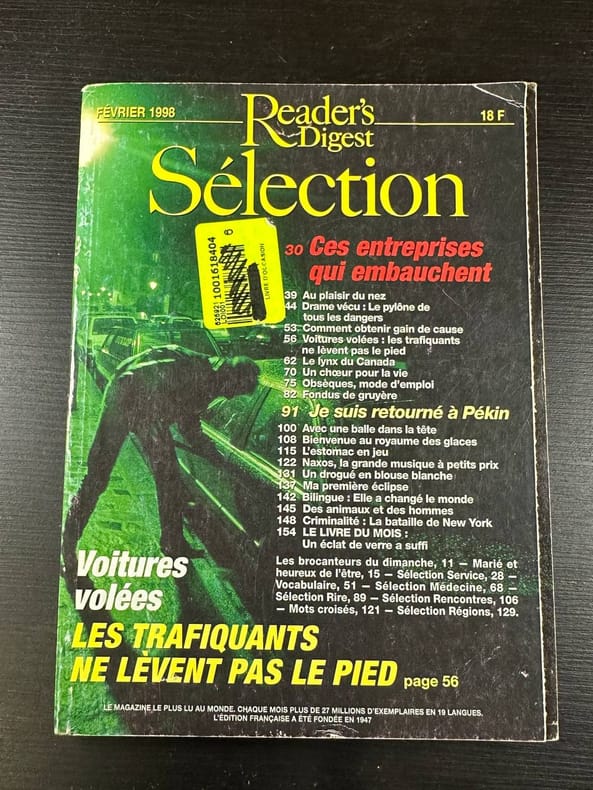 FÉVRIER 1998
Reader's
Digest
18 F
Sélection
6
1001618404
LIVRE D'OCCASION
30 Ces entreprises
qui embauchent
39 Au plaisir du nez
44 Drame vécu : Le pylône de
tous les dangers
53 Comment obtenir gain de cause
56 Voitures volées : les trafiquants
ne lèvent pas le pied
62 Le lynx du Canada
70 Un chœur pour la vie
75 Obsèques, mode d'emploi
82 Fondus de gruyère
91 Je suis retourné à Pékin
100 Avec une balle dans la tête
108 Bienvenue au royaume des glaces
115 L'estomac en jeu
122 Naxos, la grande musique à petits prix
131 Un drogué en blouse blanche
137 Ma première éclipse
142 Bilingue : Elle a changé le monde
145 Des animaux et des hommes
148 Criminalité : La bataille de New York
154 LE LIVRE DU MOIS :
Un éclat de verre a suffi
Les brocanteurs du dimanche, 11 – Marié et
heureux de l'être, 15 – Sélection Service, 28 –
Vocabulaire, 51 – Sélection Médecine, 68 –
Sélection Rire, 89 – Sélection Rencontres, 106
– Mots croisés, 121 – Sélection Régions, 129.
Voitures
volées
LES TRAFIQUANTS
NE LÈVENT PAS LE PIED page 56
LE MAGAZINE LE PLUS LU AU MONDE. CHAQUE MOIS PLUS DE 27 MILLIONS D'EXEMPLAIRES EN 19 LANGUES.
L'ÉDITION FRANÇAISE A ÉTÉ FONDÉE EN 1947